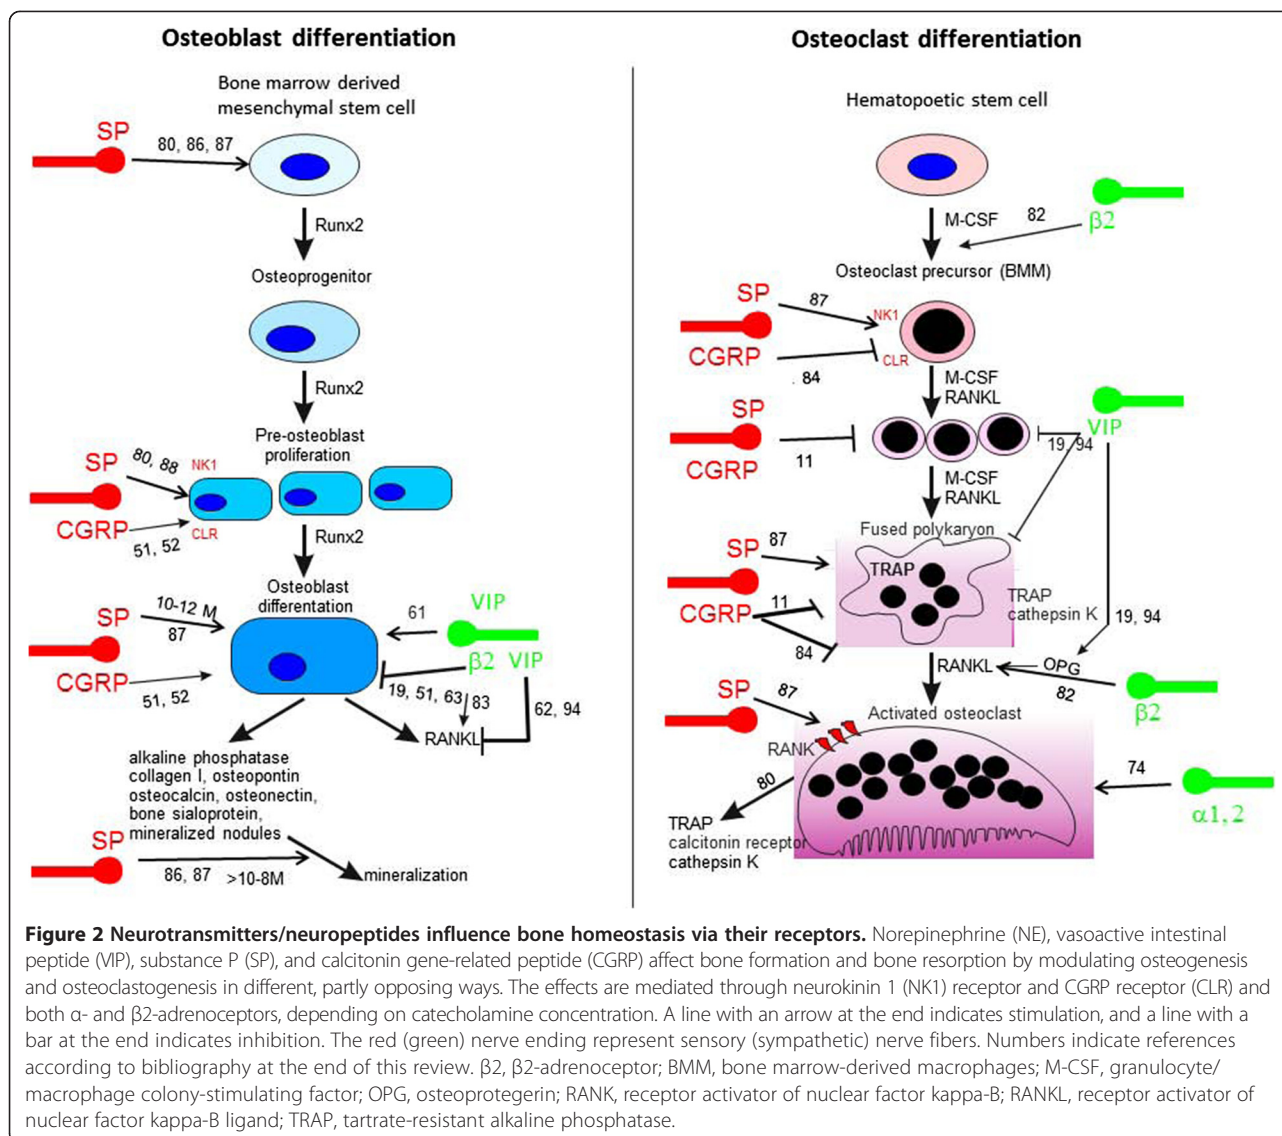 Osteoblast differentiation
Bone marrow derived
mesenchymal stem cell
SP
80, 86, 87
Runx2
Osteoprogenitor
Runx2
Pre-osteoblast
proliferation
SP
80, 88
NK1
CGRP
51, 52
CLR
Runx2
Osteoblast
differentation
SP
10-12 M
87
CGRP
51, 52
61
VIP
β2
VIP
19, 51, 63
83
62, 94
RANKL
alkaline phosphatase
collagen I, osteopontin
osteocalcin, osteonectin,
bone sialoprotein,
mineralized nodules
SP
86, 87
>10-8M
mineralization
Osteoclast differentiation
Hematopoetic stem cell
M-CSF
82
β2
Osteoclast precursor (BMM)
SP
87
NK1
CGRP
84
CLR
M-CSF
RANKL
SP
CGRP
11
VIP
19, 94
M-CSF
RANKL
Fused polykaryon
SP
87
TRAP
CGRP
11
84
TRAP
cathepsin K
19, 94
RANKL
OPG
82
β2
SP
87
Activated osteoclast
RANK
80
74
α1, 2
TRAP
calcitonin receptor
cathepsin K
Figure 2 Neurotransmitters/neuropeptides influence bone homeostasis via their receptors. Norepinephrine (NE), vasoactive intestinal
peptide (VIP), substance P (SP), and calcitonin gene-related peptide (CGRP) affect bone formation and bone resorption by modulating osteogenesis
and osteoclastogenesis in different, partly opposing ways. The effects are mediated through neurokinin 1 (NK1) receptor and CGRP receptor (CLR) and
both α- and β2-adrenoceptors, depending on catecholamine concentration. A line with an arrow at the end indicates stimulation, and a line with a
bar at the end indicates inhibition. The red (green) nerve ending represent sensory (sympathetic) nerve fibers. Numbers indicate references
according to bibliography at the end of this review. β2, β2-adrenoceptor; BMM, bone marrow-derived macrophages; M-CSF, granulocyte/
macrophage colony-stimulating factor; OPG, osteoprotegerin; RANK, receptor activator of nuclear factor kappa-B; RANKL, receptor activator of
nuclear factor kappa-B ligand; TRAP, tartrate-resistant alkaline phosphatase.